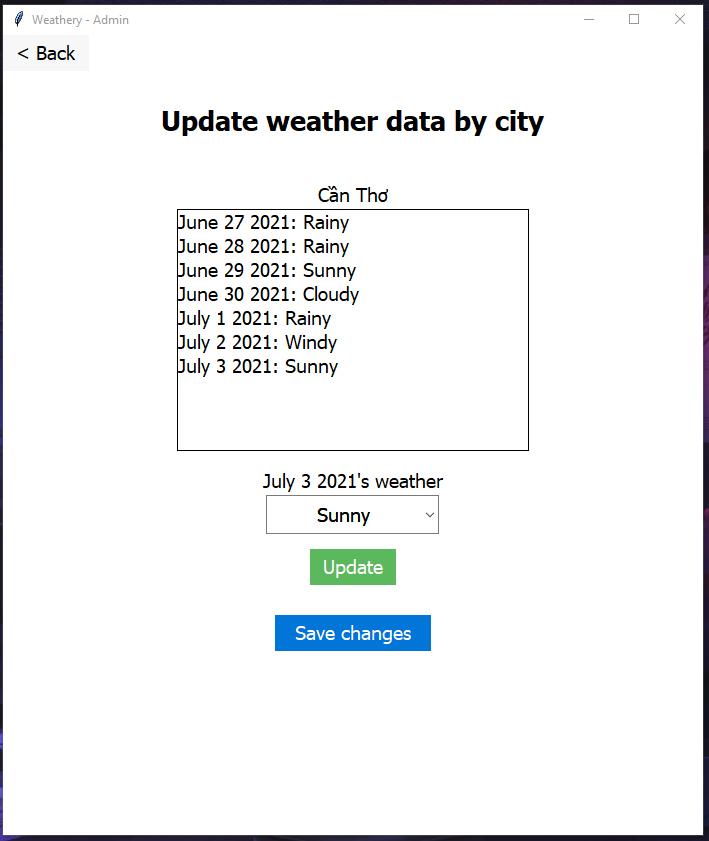 Weathery - Admin
< Back
Update weather data by city
Cần Thơ
June 27 2021: Rainy
June 28 2021: Rainy
June 29 2021: Sunny
June 30 2021: Cloudy
July 1 2021: Rainy
July 2 2021: Windy
July 3 2021: Sunny
July 3 2021's weather
Sunny
Update
Save changes